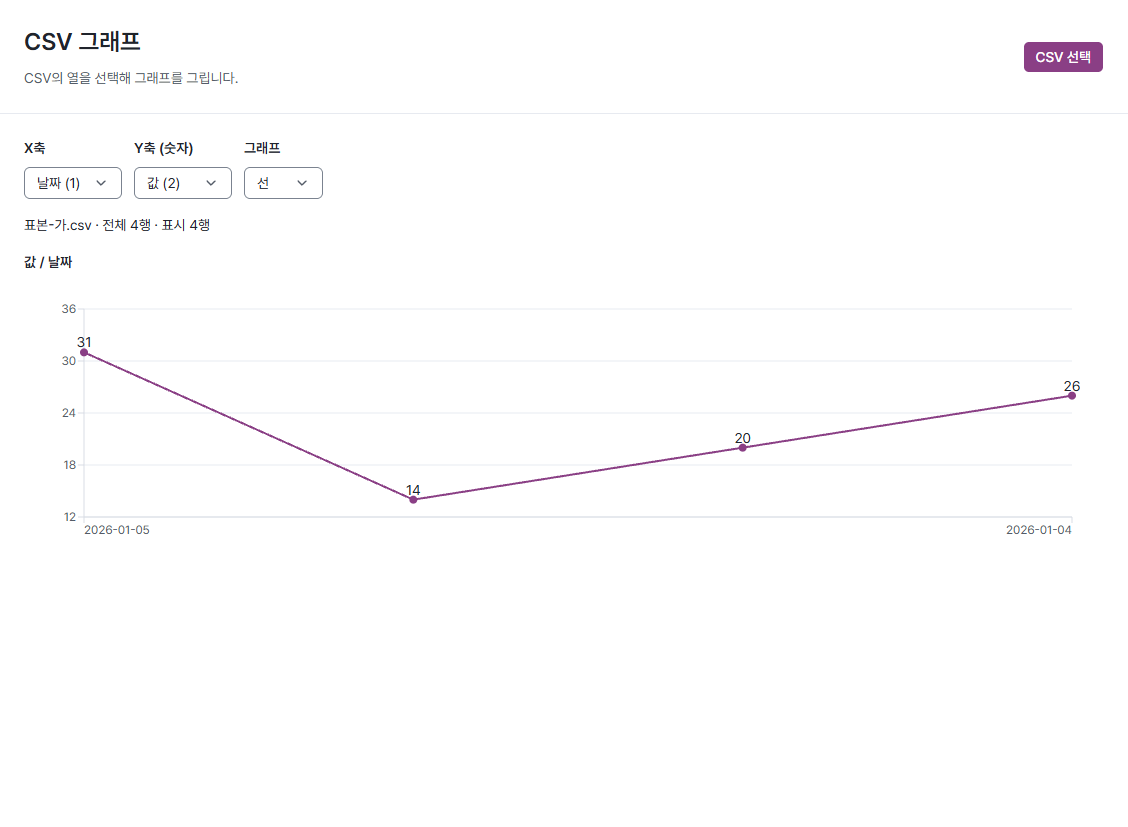 CSV 그래프
CSV의 열을 선택해 그래프를 그립니다.
CSV 선택
X축 Y축 (숫자) 그래프
날짜 (1) 값 (2) 선
표본-가.csv · 전체 4행 · 표시 4행
값 / 날짜
36
31
30
26
24
20
18
14
12
2026-01-05 2026-01-04